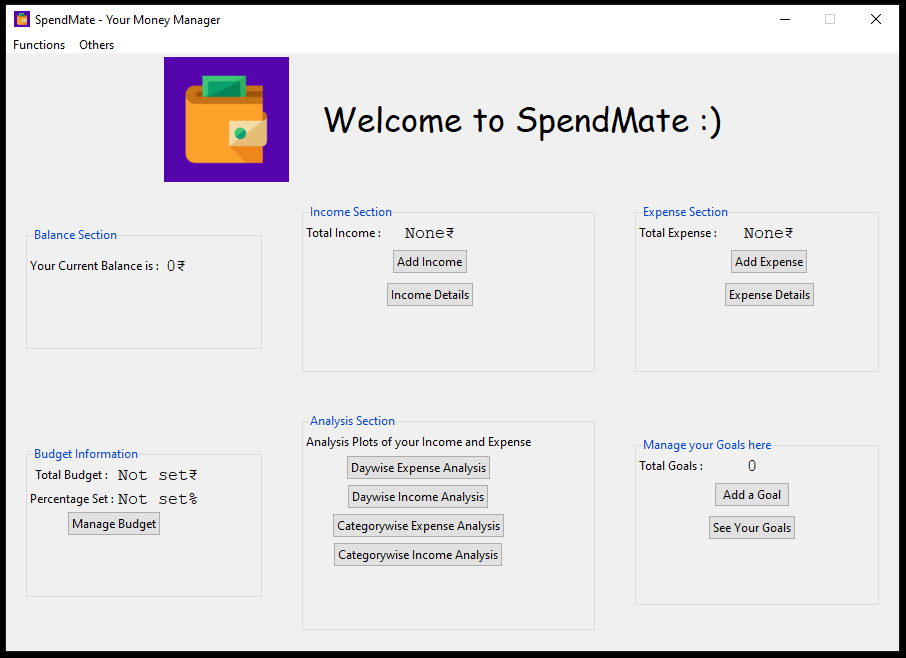 SpendMate - Your Money Manager
Functions Others
Welcome to SpendMate :)
Balance Section
Your Current Balance is : 0₹
Income Section
Total Income : None₹
Add Income
Income Details
Expense Section
Total Expense : None₹
Add Expense
Expense Details
Budget Information
Total Budget : Not set₹
Percentage Set : Not set%
Manage Budget
Analysis Section
Analysis Plots of your Income and Expense
Daywise Expense Analysis
Daywise Income Analysis
Categorywise Expense Analysis
Categorywise Income Analysis
Manage your Goals here
Total Goals : 0
Add a Goal
See Your Goals